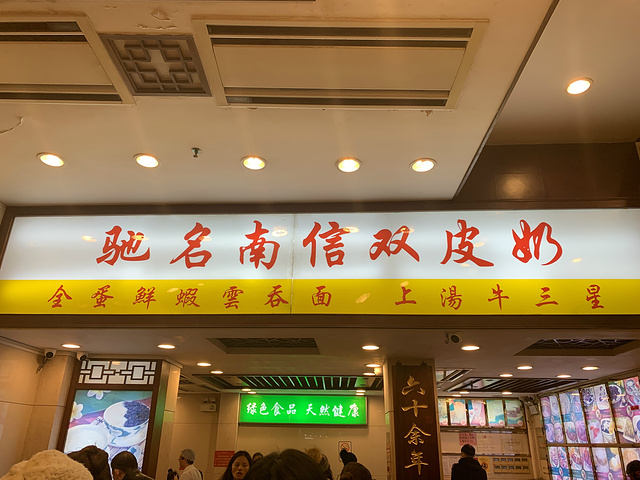 驰名南信双皮奶
全蛋鮮蝦雲吞面 上湯牛三星
绿色食品 天然健康
六十余年